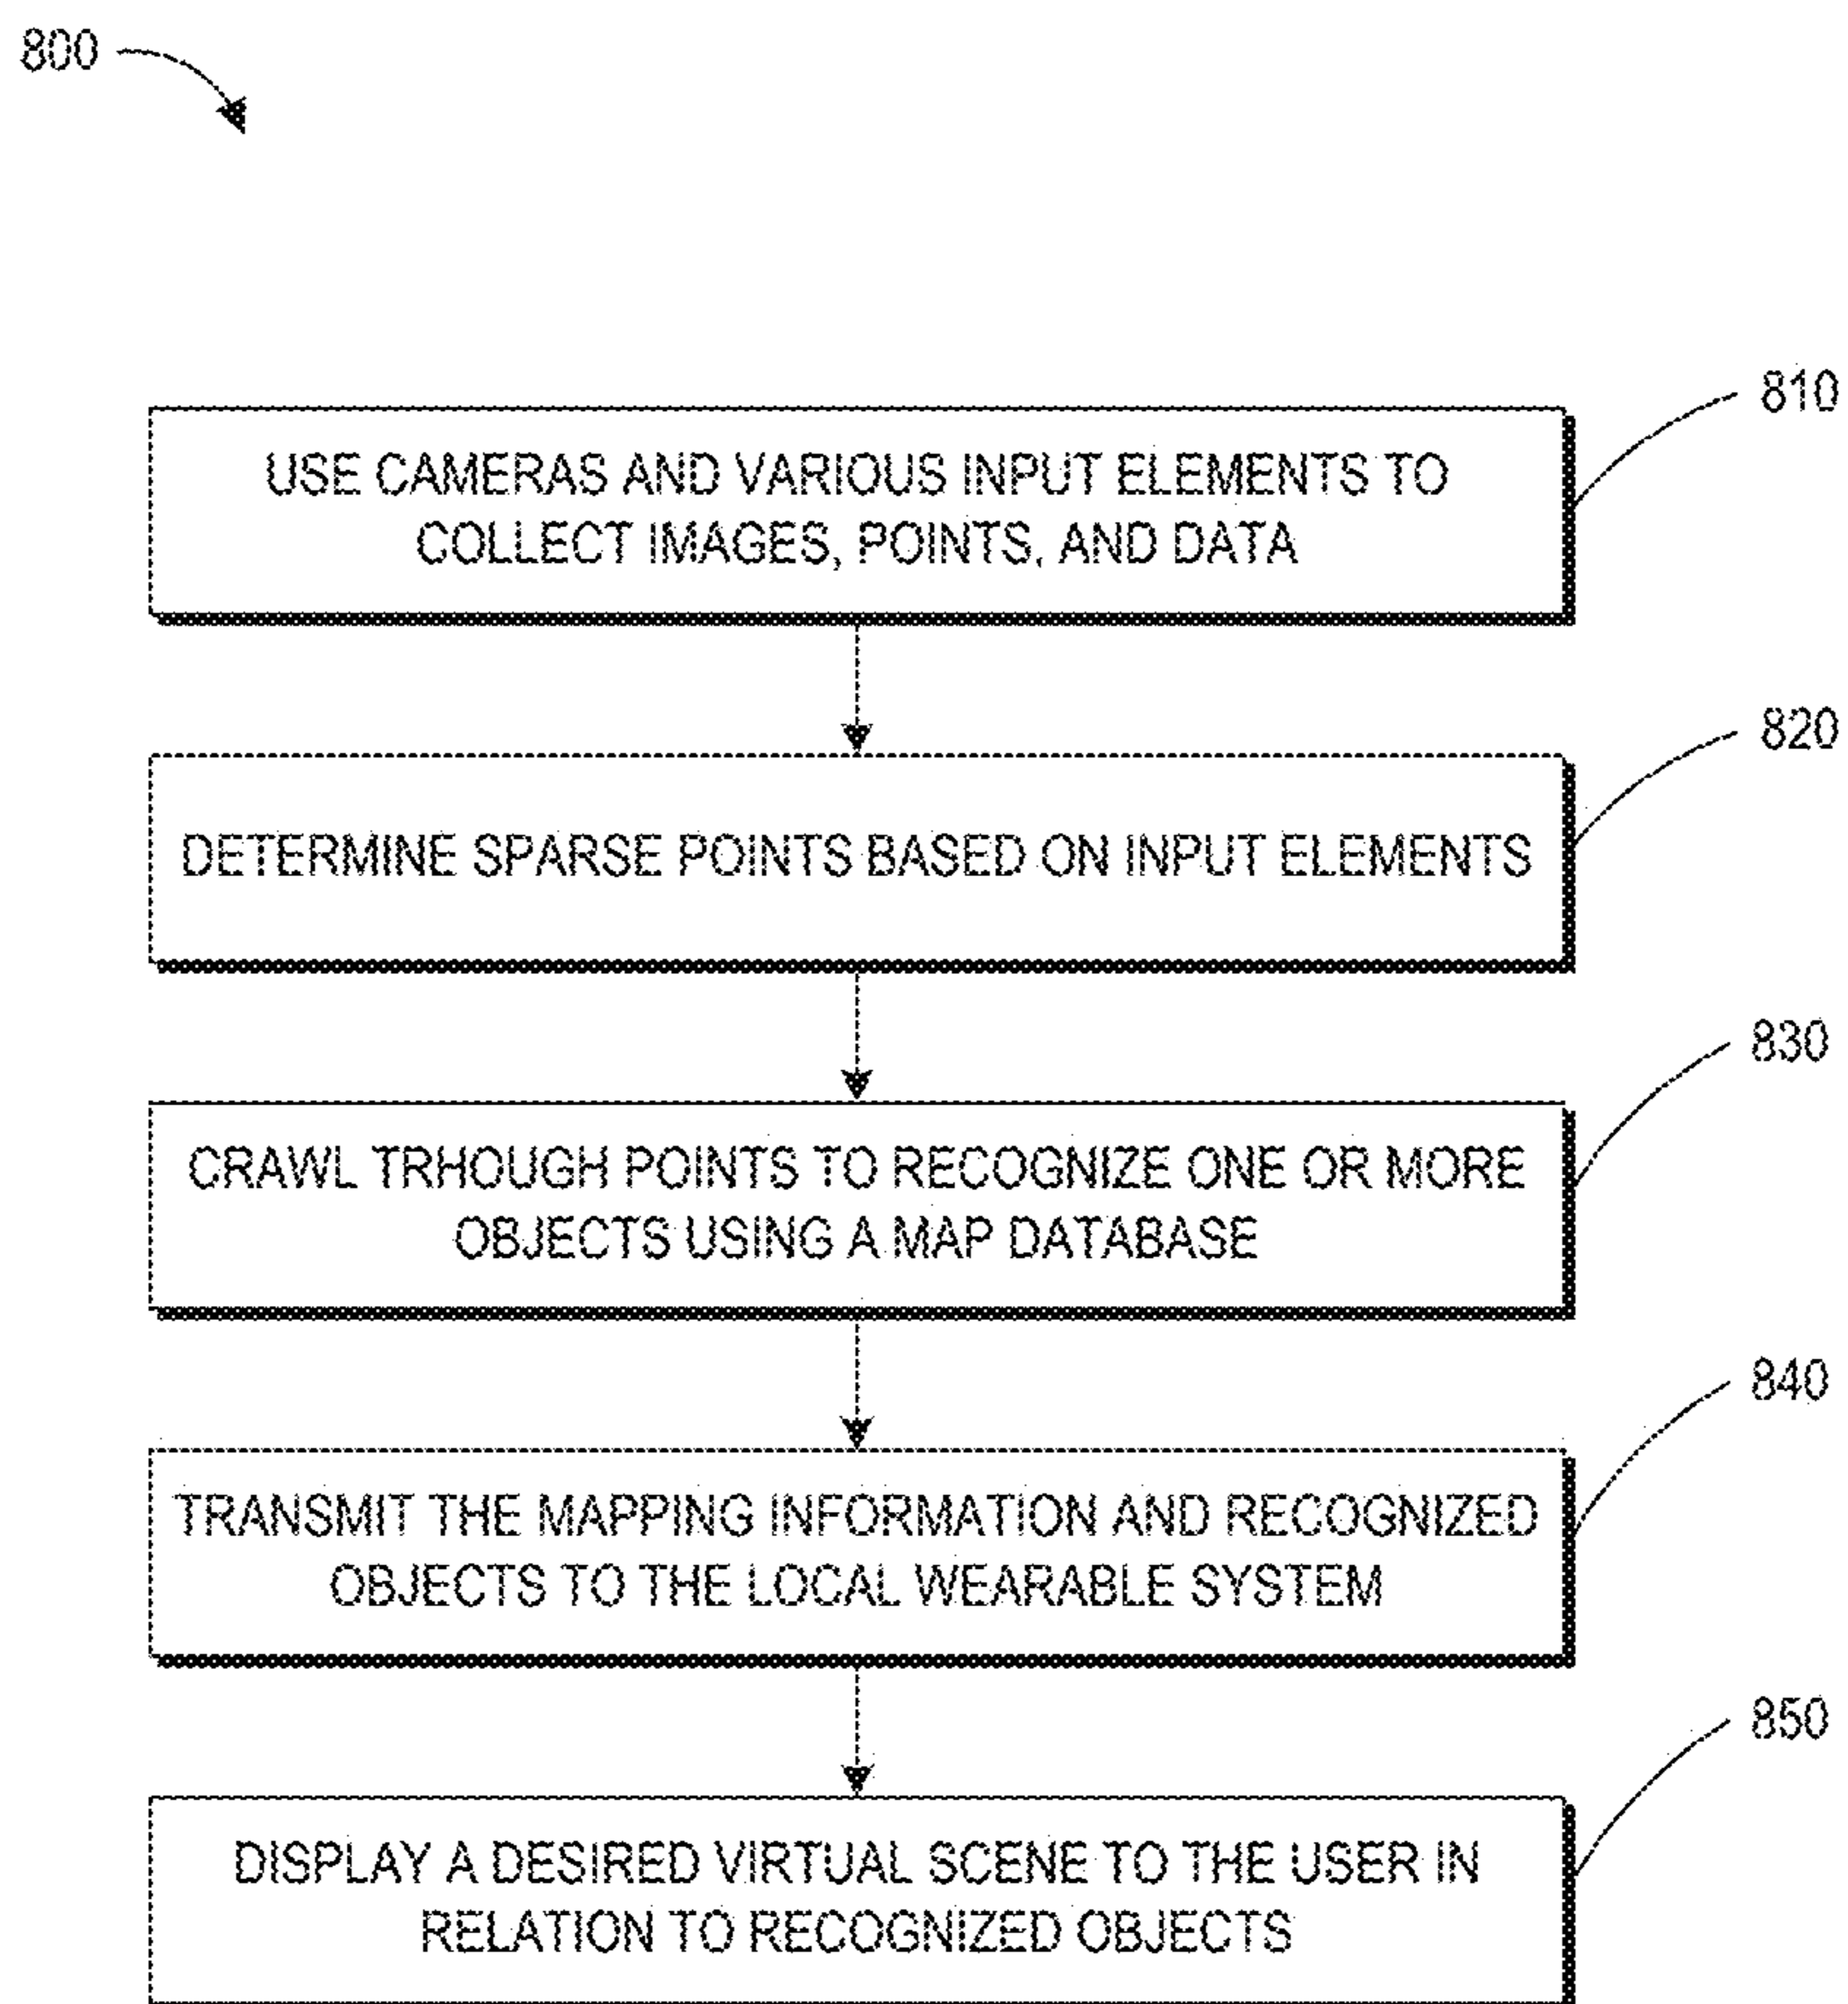 800
810
USE CAMERAS AND VARIOUS INPUT ELEMENTS TO
COLLECT IMAGES, POINTS, AND DATA
820
DETERMINE SPARSE POINTS BASED ON INPUT ELEMENTS
830
CRAWL TRHOUGH POINTS TO RECOGNIZE ONE OR MORE
OBJECTS USING A MAP DATABASE
840
TRANSMIT THE MAPPING INFORMATION AND RECOGNIZED
OBJECTS TO THE LOCAL WEARABLE SYSTEM
850
DISPLAY A DESIRED VIRTUAL SCENE TO THE USER IN
RELATION TO RECOGNIZED OBJECTS